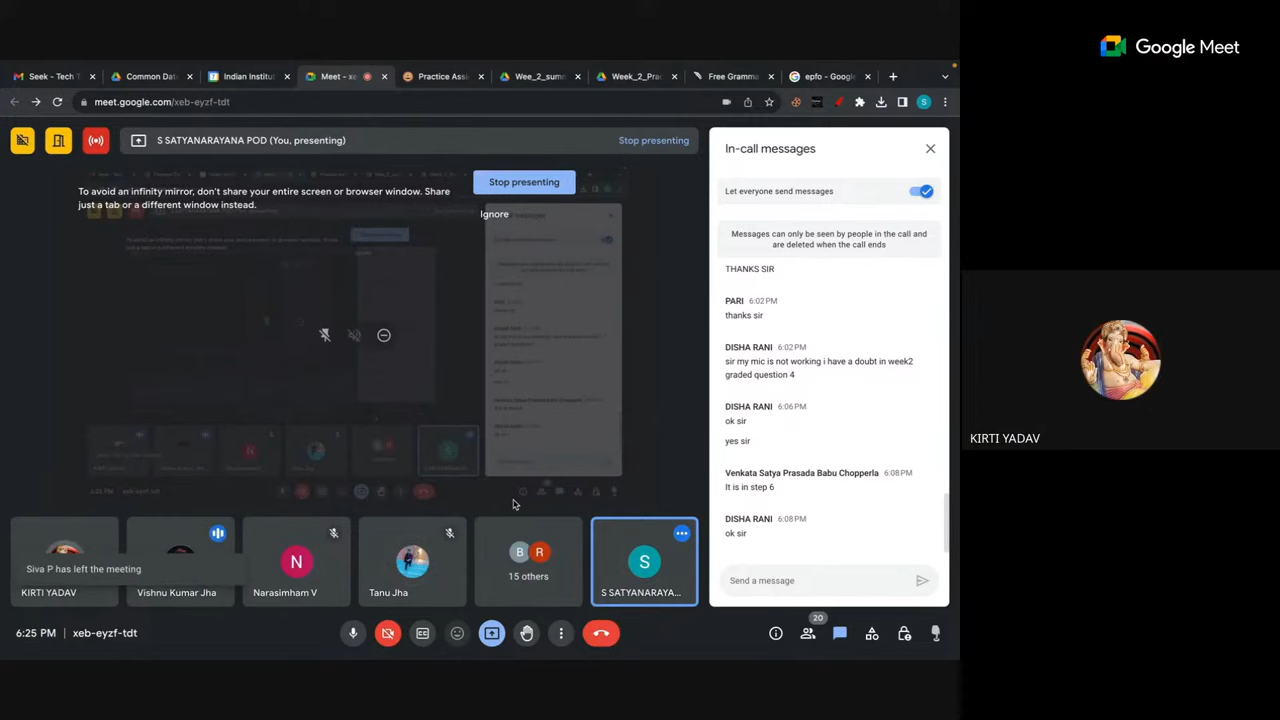 Google Meet
Seek - Tech T
Common Dat
Indian Institut
Meet - xe
Practice Assi
Wee_2_sum
Week_2_Prac
Free Gramma
epfo - Google
meet.google.com/xeb-eyzf-tdt
S SATYANARAYANA POD (You, presenting)
Stop presenting
To avoid an infinity mirror, don't share your entire screen or browser window. Share
just a tab or a different window instead.
Stop presenting
Ignore
In-call messages
Let everyone send messages
Messages can only be seen by people in the call and
are deleted when the call ends
THANKS SIR
PARI 6:02 PM
thanks sir
DISHA RANI 6:02 PM
sir my mic is not working i have a doubt in week2
graded question 4
DISHA RANI 6:06 PM
ok sir
yes sir
Venkata Satya Prasada Babu Chopperla 6:08 PM
It is in step 6
DISHA RANI 6:08 PM
ok sir
Send a message
Siva P has left the meeting
KIRTI YADAV
Vishnu Kumar Jha
N
Narasimham V
Tanu Jha
B R
15 others
S
S SATYANARAYA...
6:25 PM | xeb-eyzf-tdt
20
KIRTI YADAV